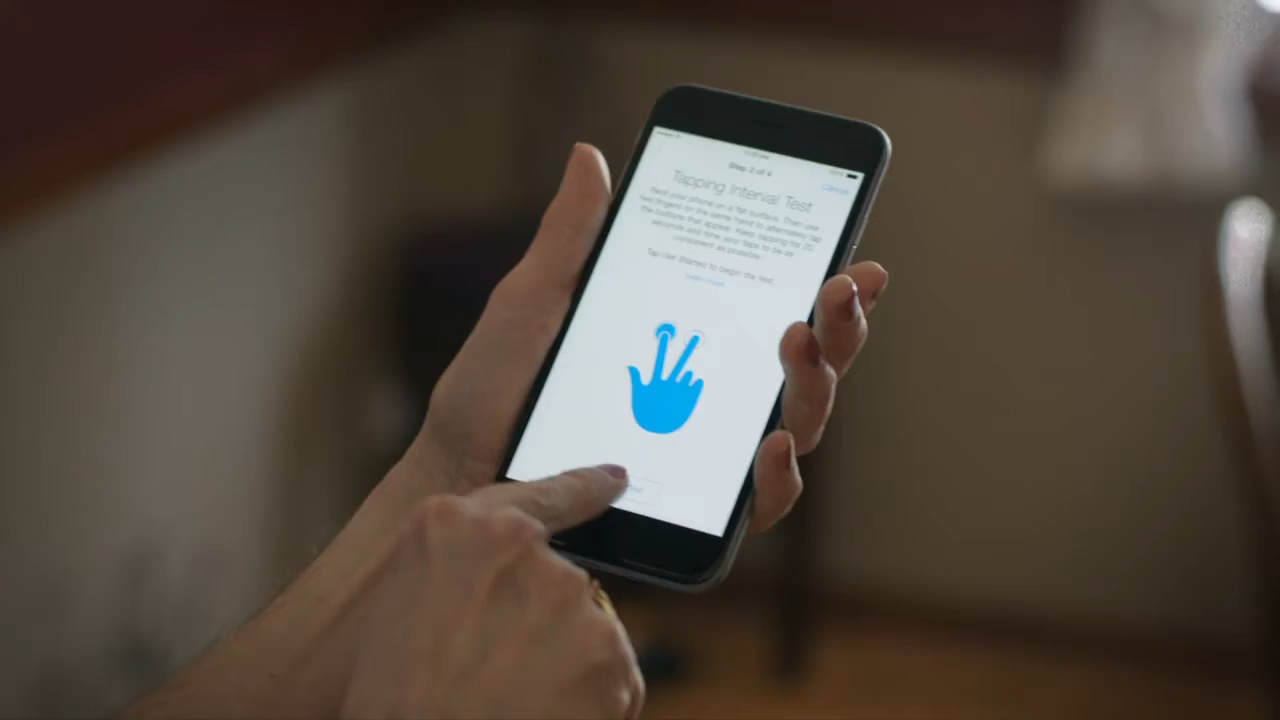 Step 2 of 4
Cancel
Tapping Interval Test
Rest your phone on a flat surface. Then use
two fingers on the same hand to alternately tap
the buttons that appear. Keep tapping for 20
seconds and time your taps to be as
consistent as possible.
Tap Get Started to begin the test.
Learn more